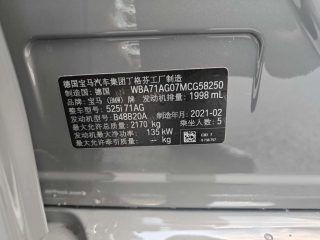 德国宝马汽车集团丁格芬工厂制造
制造国：德国 WBA71AG07MCG58250
品牌：宝马（BMW）牌 发动机排量：1998 mL
整车型号：525i 71AG
发动机型号：B48B20A 制造年月：2021-02
最大允许总质量：2170 kg 乘坐人数：5
发动机最大净功率：135 kW
最大允许牵引质量：— kg